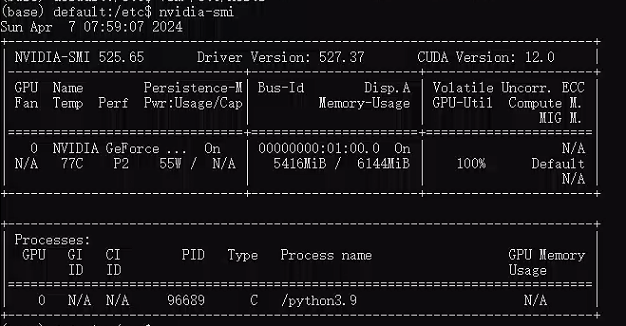 (base) default:/etc$ nvidia-smi
Sun Apr 7 07:59:07 2024
NVIDIA-SMI 525.65 Driver Version: 527.37 CUDA Version: 12.0
GPU Name Persistence-M Bus-Id Disp.A Volatile Uncorr. ECC
Fan Temp Perf Pwr:Usage/Cap Memory-Usage GPU-Util Compute M.
MIG M.
0 NVIDIA GeForce ... On 00000000:01:00.0 On N/A
N/A 77C P2 55W / N/A 5416MiB / 6144MiB 100% Default
N/A
Processes:
GPU GI CI PID Type Process name GPU Memory
ID ID Usage
0 N/A N/A 96689 C /python3.9 N/A